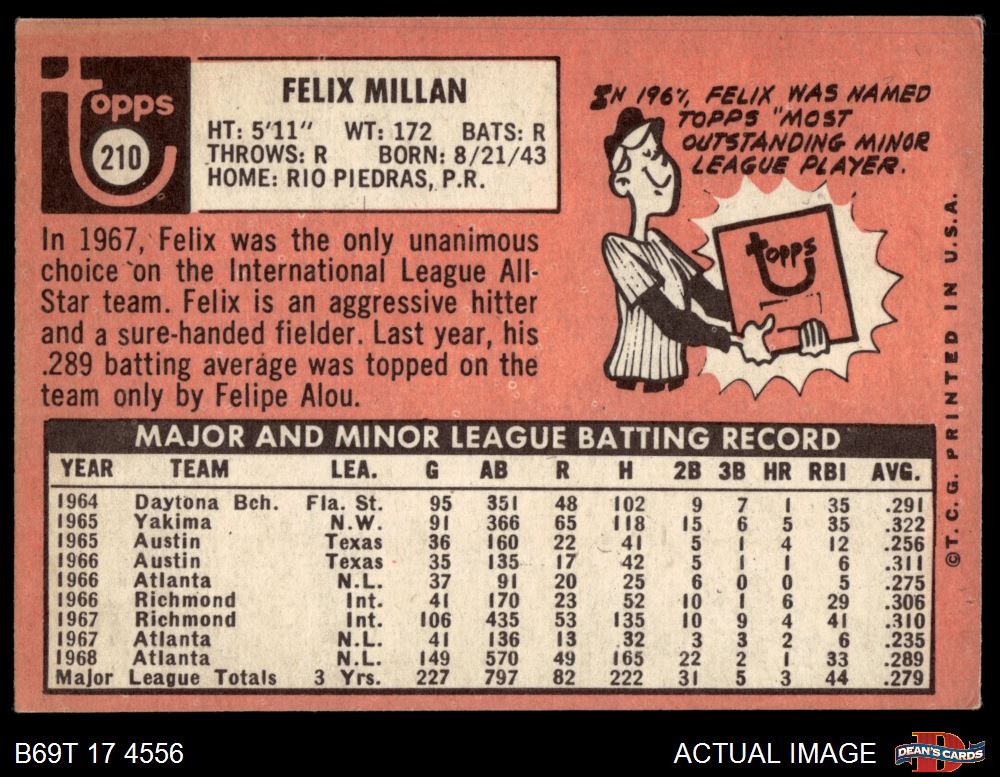 topps
210
FELIX MILLAN
HT: 5'11" WT: 172 BATS: R
THROWS: R BORN: 8/21/43
HOME: RIO PIEDRAS, P.R.
IN 1967, FELIX WAS NAMED
TOPPS "MOST
OUTSTANDING MINOR
LEAGUE PLAYER.
topps
In 1967, Felix was the only unanimous
choice on the International League All-
Star team. Felix is an aggressive hitter
and a sure-handed fielder. Last year, his
.289 batting average was topped on the
team only by Felipe Alou.
MAJOR AND MINOR LEAGUE BATTING RECORD
YEAR TEAM LEA. G AB R H 2B 3B HR RBI AVG.
1964 Daytona Bch. Fla. St. 95 351 48 102 9 7 1 35 .291
1965 Yakima N.W. 91 366 65 118 15 6 5 35 .322
1965 Austin Texas 36 160 22 41 5 1 4 12 .256
1966 Austin Texas 35 135 17 42 5 1 1 6 .311
1966 Atlanta N.L. 37 91 20 25 6 0 0 5 .275
1966 Richmond Int. 41 170 23 52 10 1 6 29 .306
1967 Richmond Int. 106 435 53 135 10 9 4 41 .310
1967 Atlanta N.L. 41 136 13 32 3 3 2 6 .235
1968 Atlanta N.L. 149 570 49 165 22 2 1 33 .289
Major League Totals 3 Yrs. 227 797 82 222 31 5 3 44 .279
©T. C. G. PRINTED IN U.S.A.
B69T 17 4556
ACTUAL IMAGE
D
DEAN'S CARDS